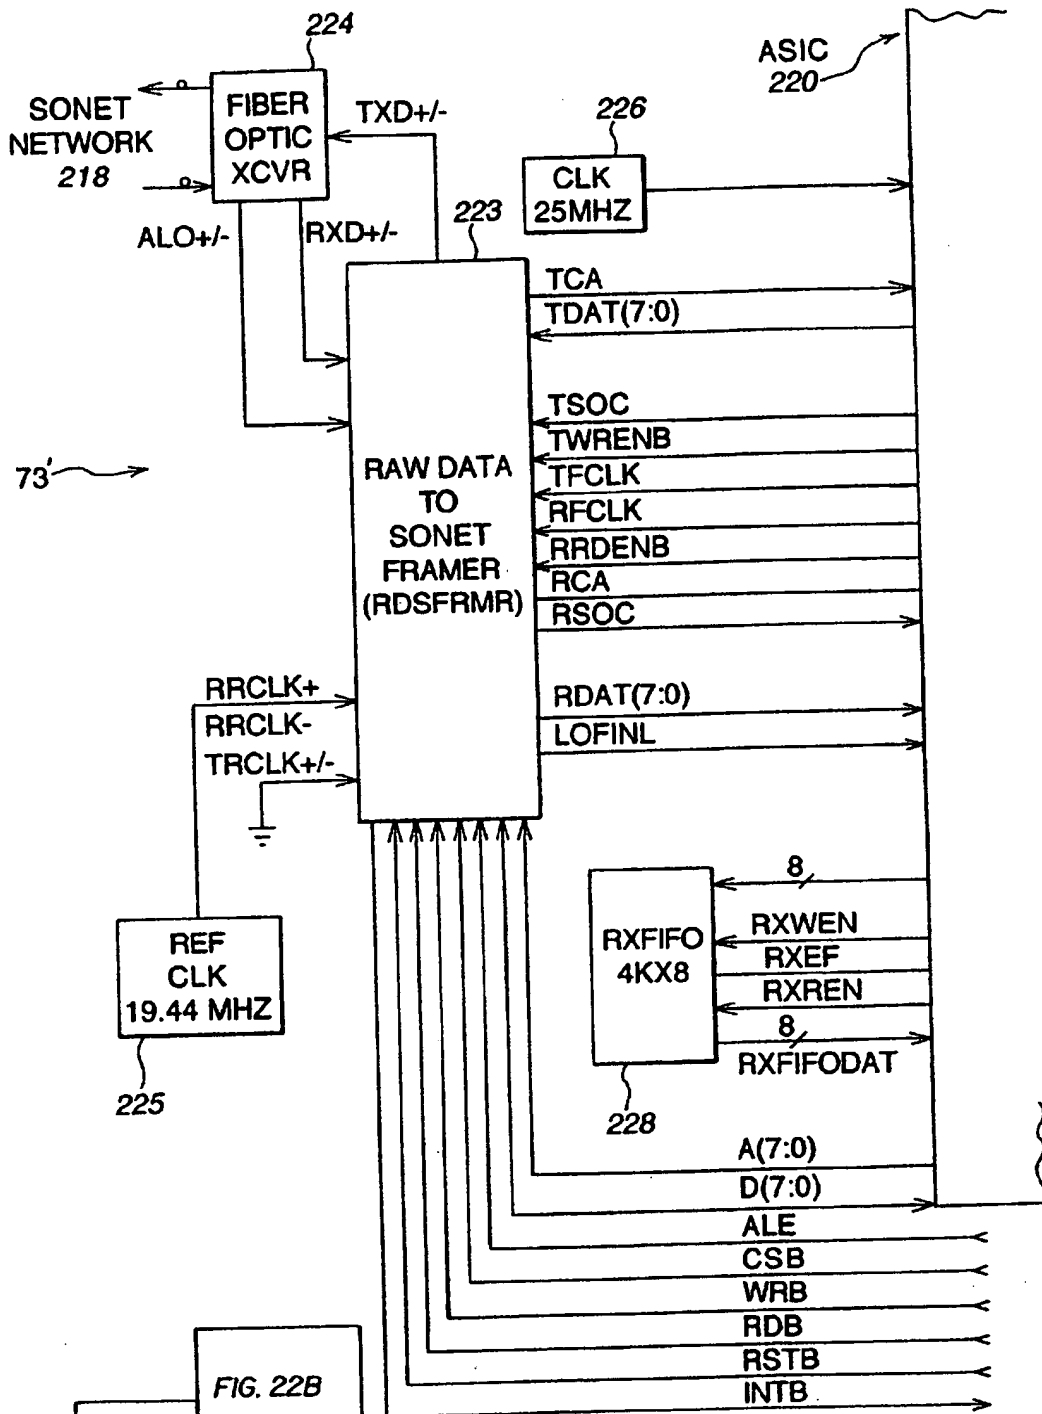 224
ASIC
220
SONET
NETWORK
218
FIBER
OPTIC
XCVR
TXD+/-
226
CLK
25MHZ
ALO+/-
RXD+/-
223
TCA
TDAT(7:0)
TSOC
TWRENB
TFCLK
RFCLK
RRDENB
RCA
RSOC
73'
RAW DATA
TO
SONET
FRAMER
(RDSFRMR)
RRCLK+
RRCLK-
TRCLK+/-
RDAT(7:0)
LOFINL
REF
CLK
19.44 MHZ
225
RXFIFO
4KX8
228
8
RXWEN
RXEF
RXREN
8
RXFIFODAT
A(7:0)
D(7:0)
ALE
CSB
WRB
RDB
RSTB
INTB
FIG. 22B